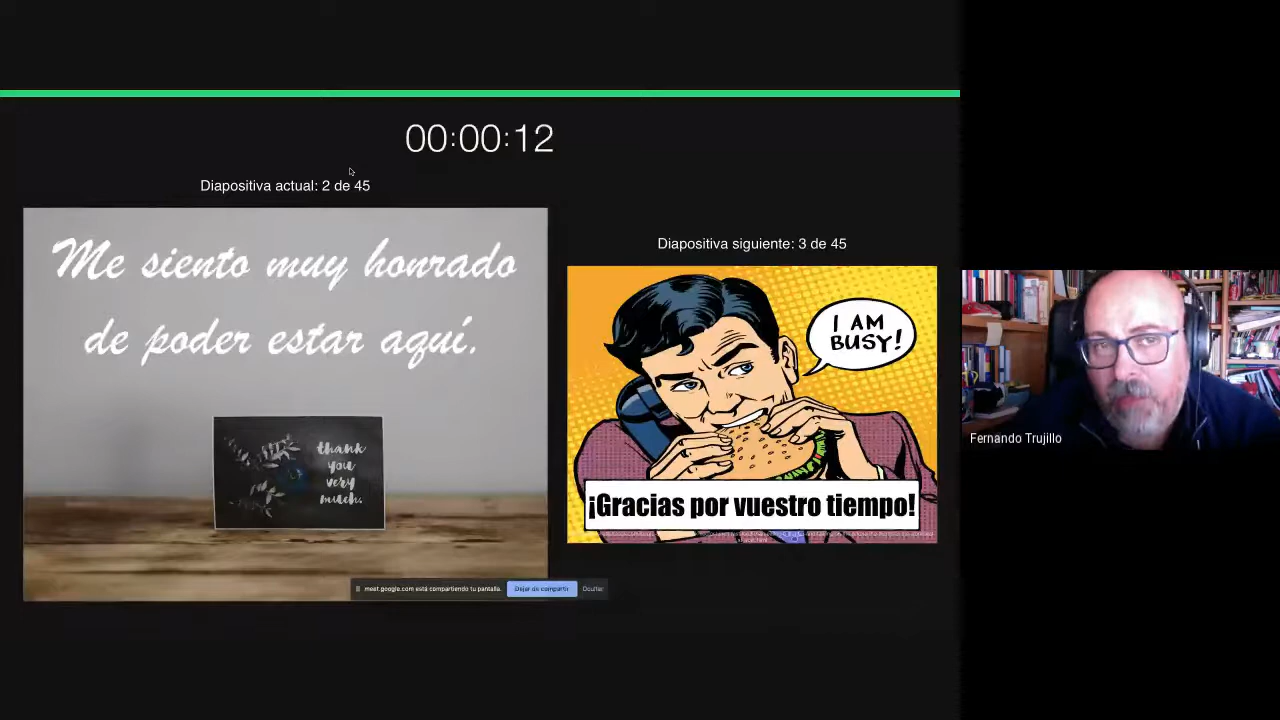 00:00:12
Diapositiva actual: 2 de 45
Me siento muy honrado
de poder estar aquí.
thank
you
very
much.
Diapositiva siguiente: 3 de 45
I AM
BUSY!
¡Gracias por vuestro tiempo!
meet.google.com está compartiendo tu pantalla.
Dejar de compartir
Ocultar
Fernando Trujillo